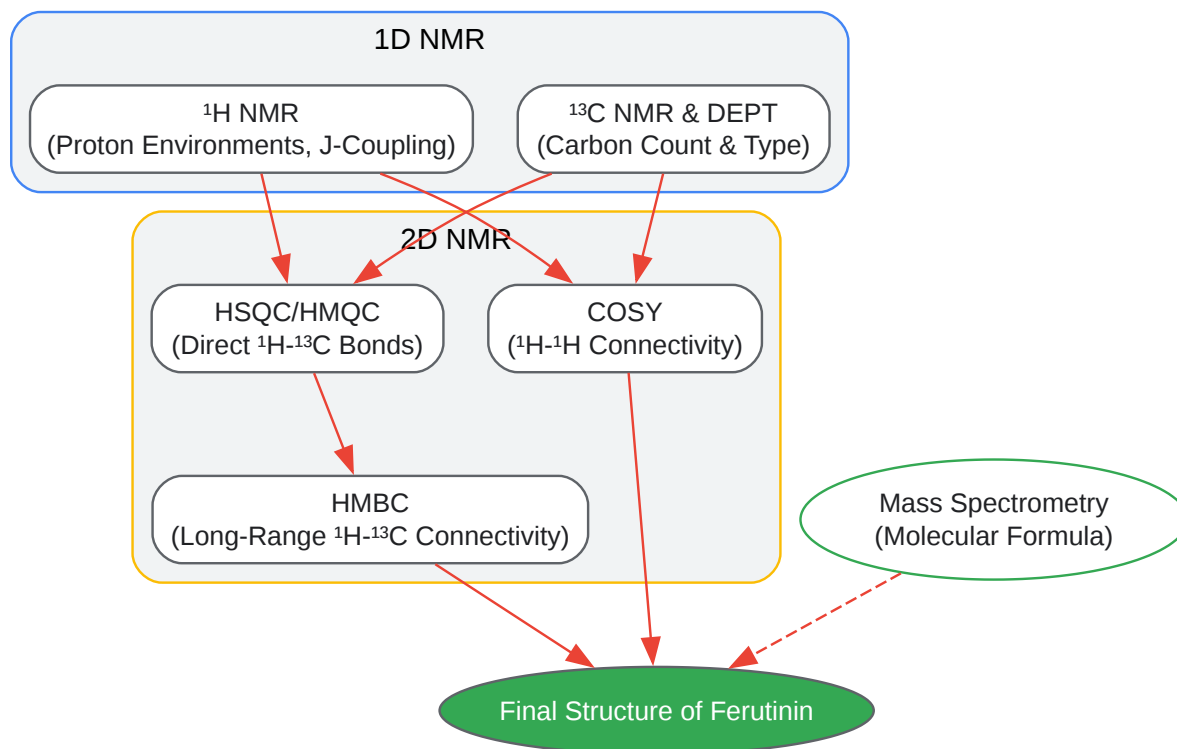 1D NMR
¹H NMR
(Proton Environments, J-Coupling)
¹³C NMR & DEPT
(Carbon Count & Type)
2D NMR
HSQC/HMQC
(Direct ¹H-¹³C Bonds)
COSY
(¹H-¹H Connectivity)
HMBC
(Long-Range ¹H-¹³C Connectivity)
Mass Spectrometry
(Molecular Formula)
Final Structure of Ferutinin